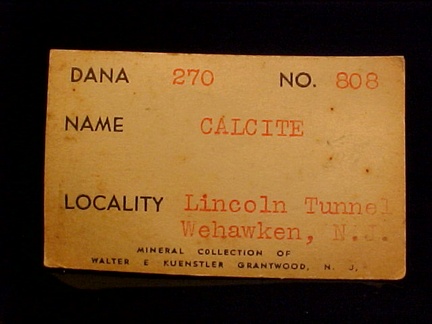 DANA 270 NO. 808
NAME CALCITE
LOCALITY Lincoln Tunnel
Wehawken, N.J.
MINERAL COLLECTION OF
WALTER E KUENSTLER GRANTWOOD, N. J.